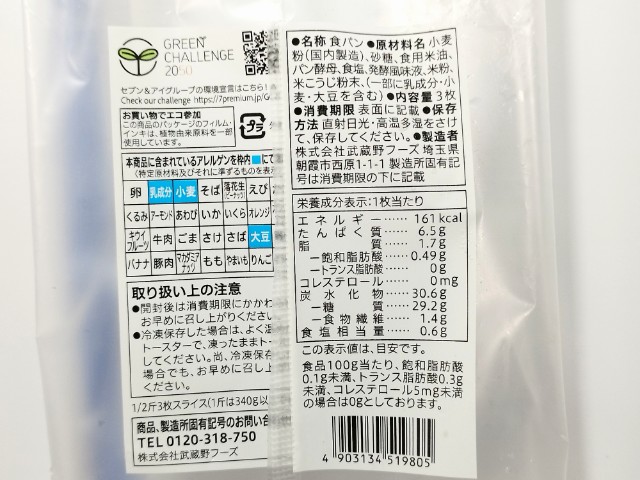 GREEN
CHALLENGE
2050
セブン&アイグループの環境宣言はこちら!
Check our challenge https://7premium.jp/G
お買い物でエコ参加
この商品のパッケージのフィルム・
インキは、植物由来原料を一部
使用しています。
プラ
本商品に含まれているアレルゲンを枠内■にて
(特定原材料及びそれに準ずるものを表示
卵 乳成分 小麦 そば 落花生(ピーナッツ) えび
くるみ アーモンド あわび いか いくら オレンジ
キウイフルーツ 牛肉 ごま さけ さば 大豆
バナナ 豚肉 マカダミアナッツ もも やまいも りんご
取り扱い上の注意
●開封後は消費期限にかかわ
お早めに召し上がりください
●冷凍保存した場合は、よく温
トースターで、凍ったままト
してください。尚、冷凍保存
場合でも、お早めに召し上
ください。
1/2斤3枚スライス(1斤は340g以
商品、製造所固有記号のお問い合
TEL 0120-318-750
株式会社武蔵野フーズ
●名称 食パン ●原材料名 小麦
粉(国内製造)、砂糖、食用米油、
パン酵母、食塩、発酵風味液、米粉、
米こうじ粉末、(一部に乳成分・小
麦・大豆を含む) ●内容量 3枚
●消費期限 表面に記載 ●保存
方法 直射日光・高温多湿をさけ
て、保存してください。●製造者
株式会社武蔵野フーズ 埼玉県
朝霞市西原1-1-1 製造所固有記
号は消費期限の下に記載
栄養成分表示:1枚当たり
エネルギー…… 161kcal
たんぱく質…… 6.5g
脂質…… 1.7g
―飽和脂肪酸…… 0.49g
―トランス脂肪酸…… 0g
コレステロール…… 0mg
炭水化物…… 30.6g
―糖質…… 29.2g
―食物繊維…… 1.4g
食塩相当量…… 0.6g
この表示値は、目安です。
食品100g当たり、飽和脂肪酸
0.1g未満、トランス脂肪酸0.3g
未満、コレステロール5mg未満
の場合は0gとしております。
4 903134 519805